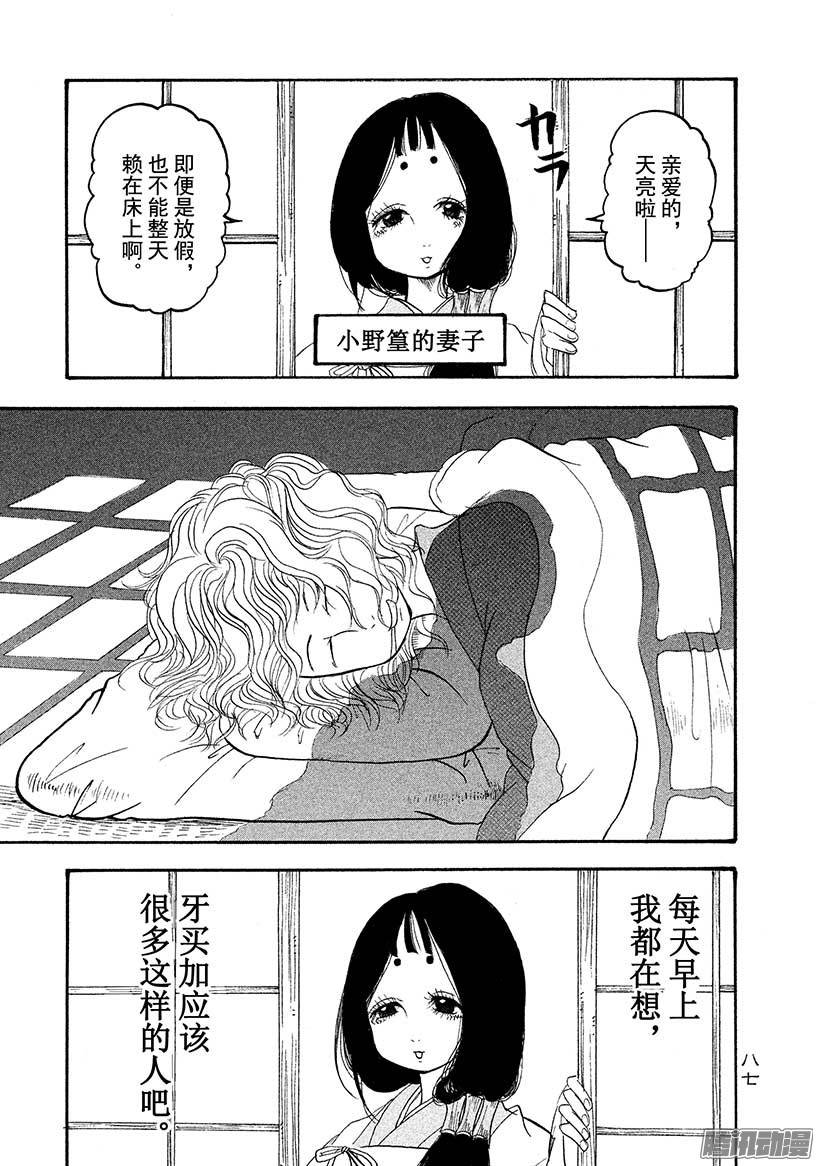 亲爱的，
天亮啦——
カラ
即便是放假，
也不能整天
赖在床上啊。
小野篁的妻子
每天早上
我都在想，
牙买加应该
很多这样的人吧。
八七
腾讯动漫